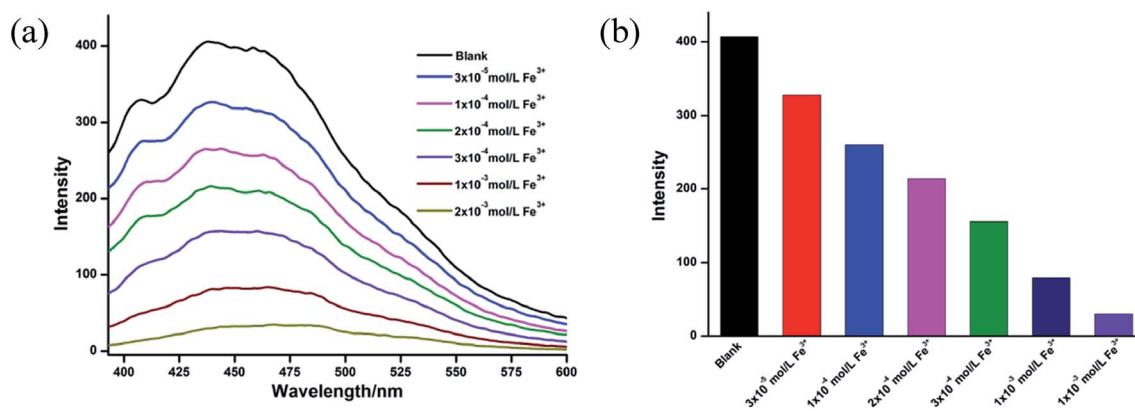 (a)
Intensity
400
300
200
100
0
400
425
450
475
500
525
550
575
600
Wavelength/nm
Blank
3x10⁻⁵mol/L Fe³⁺
1x10⁻⁴mol/L Fe³⁺
2x10⁻⁴mol/L Fe³⁺
3x10⁻⁴mol/L Fe³⁺
1x10⁻³mol/L Fe³⁺
2x10⁻³mol/L Fe³⁺
(b)
Intensity
400
300
200
100
0
Blank
3x10⁻⁵ mol/L Fe³⁺
1x10⁻⁴ mol/L Fe³⁺
2x10⁻⁴ mol/L Fe³⁺
3x10⁻⁴ mol/L Fe³⁺
1x10⁻³ mol/L Fe³⁺
1x10⁻³ mol/L Fe³⁺